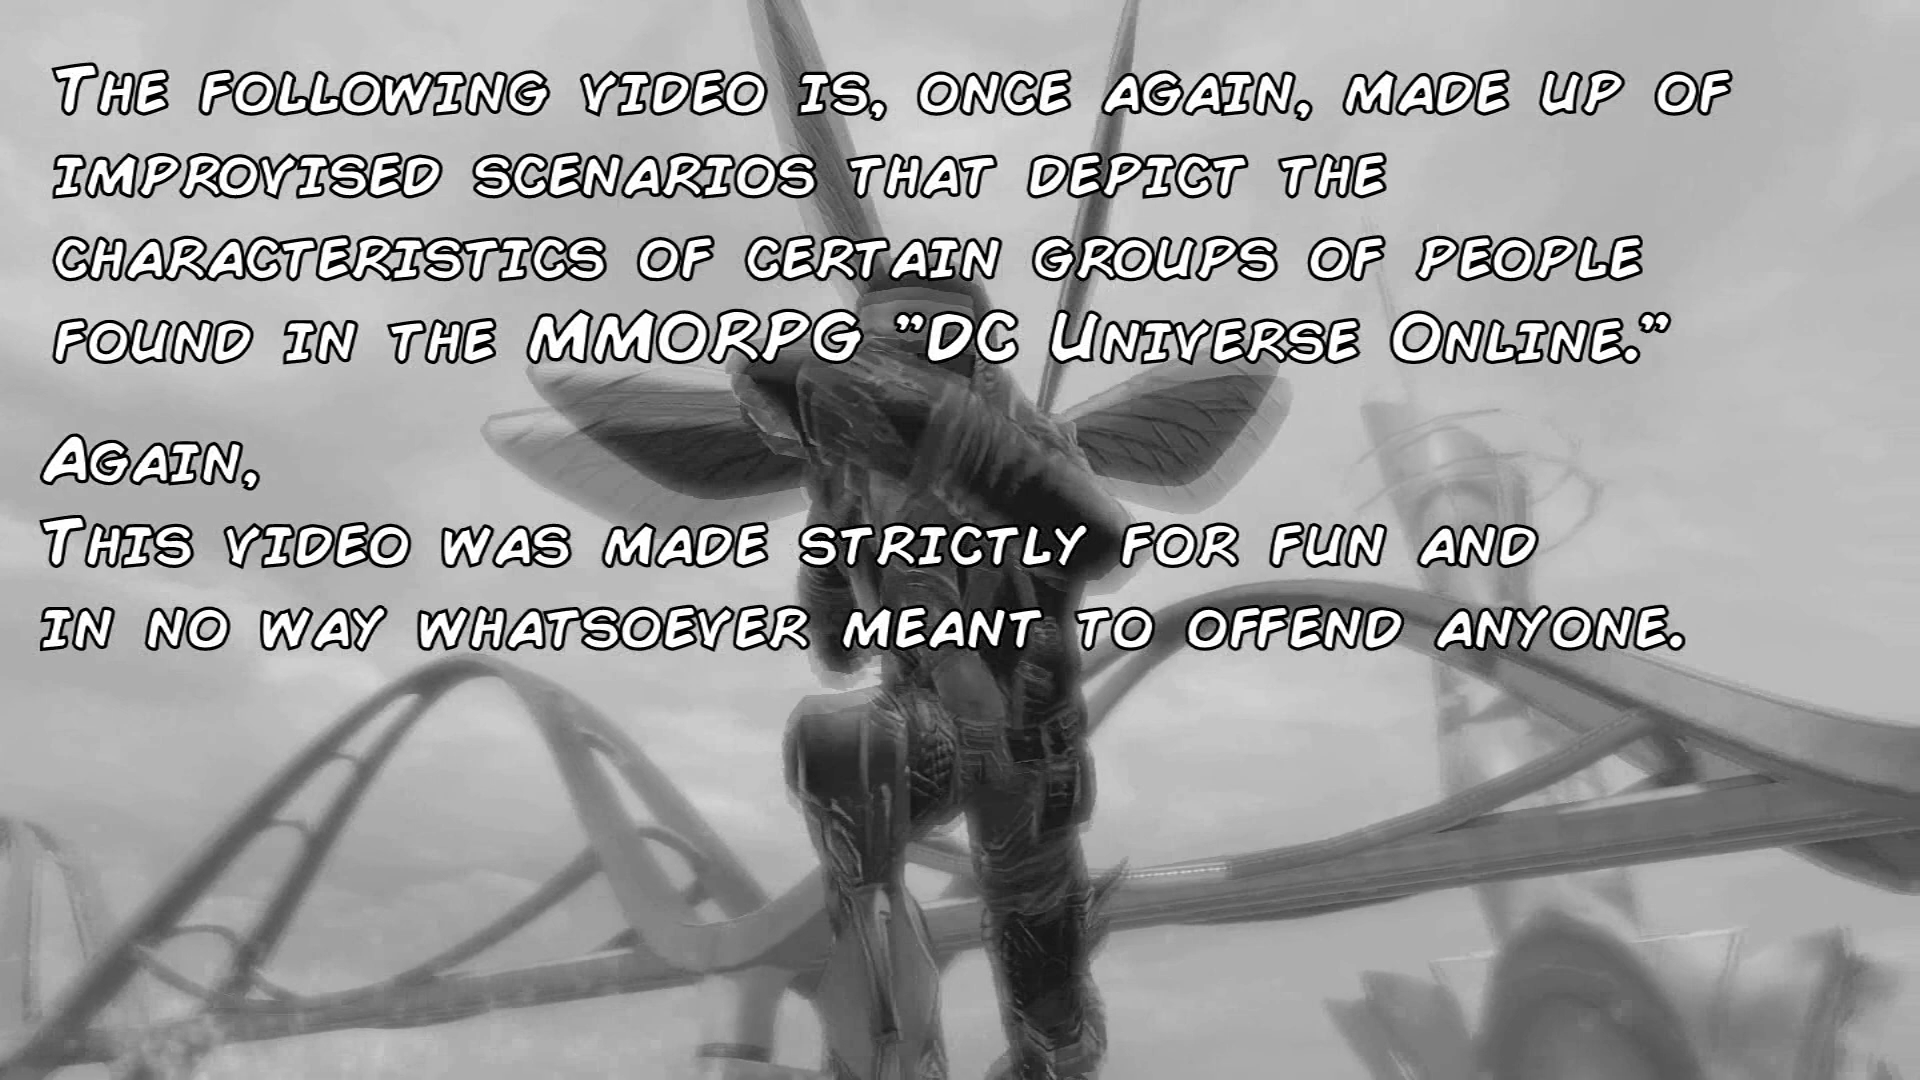 The following video is, once again, made up of
improvised scenarios that depict the
characteristics of certain groups of people
found in the MMORPG ”DC Universe Online.”
Again,
This video was made strictly for fun and
in no way whatsoever meant to offend anyone.